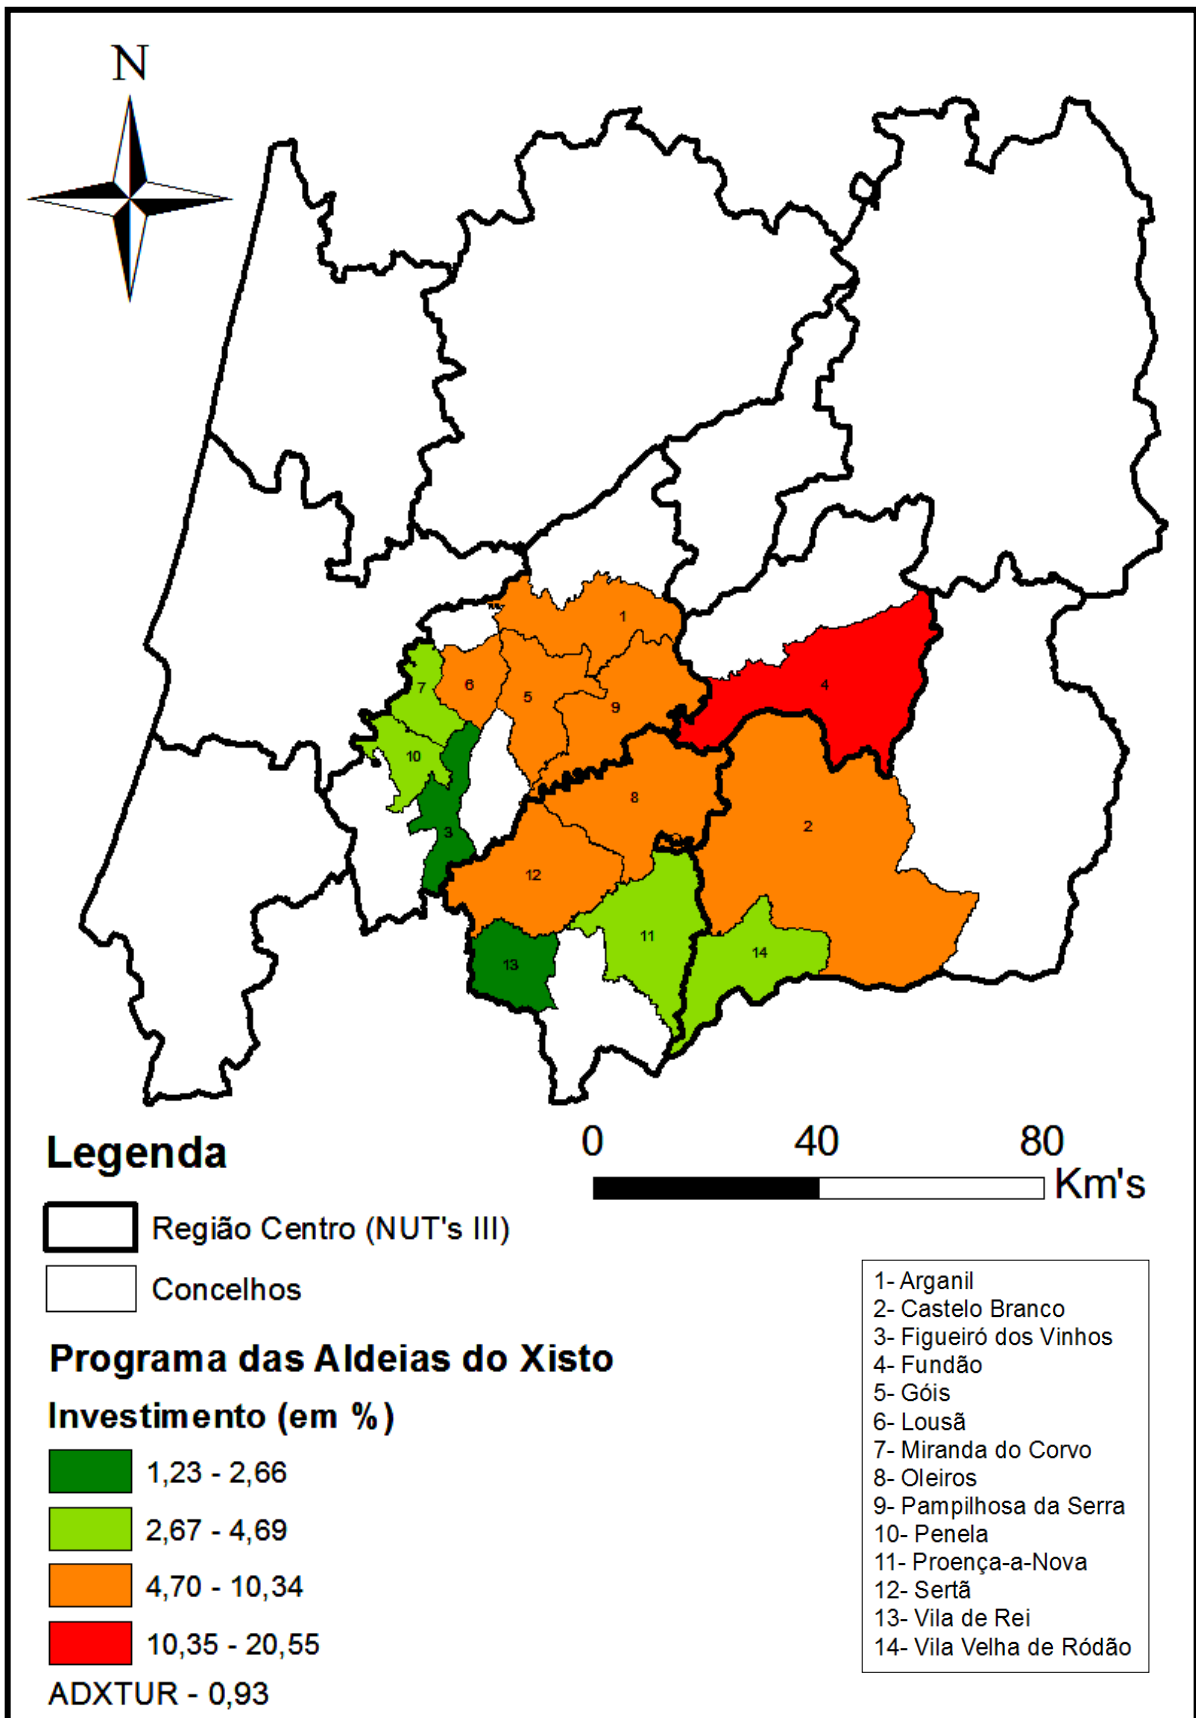 N
1
4
7
6
5
9
10
8
2
3
12
11
14
13
Legenda
0 40 80
Km's
Região Centro (NUT's III)
Concelhos
Programa das Aldeias do Xisto
Investimento (em %)
1,23 - 2,66
2,67 - 4,69
4,70 - 10,34
10,35 - 20,55
ADXTUR - 0,93
1- Arganil
2- Castelo Branco
3- Figueiró dos Vinhos
4- Fundão
5- Góis
6- Lousã
7- Miranda do Corvo
8- Oleiros
9- Pampilhosa da Serra
10- Penela
11- Proença-a-Nova
12- Sertã
13- Vila de Rei
14- Vila Velha de Ródão